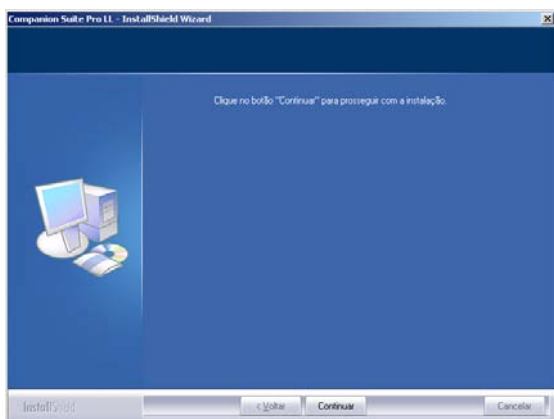 Companion Suite Pro LL - InstallShield Wizard
Clique no botão "Continuar" para prosseguir com a instalação.
InstallShield
< Voltar
Continuar
Cancelar